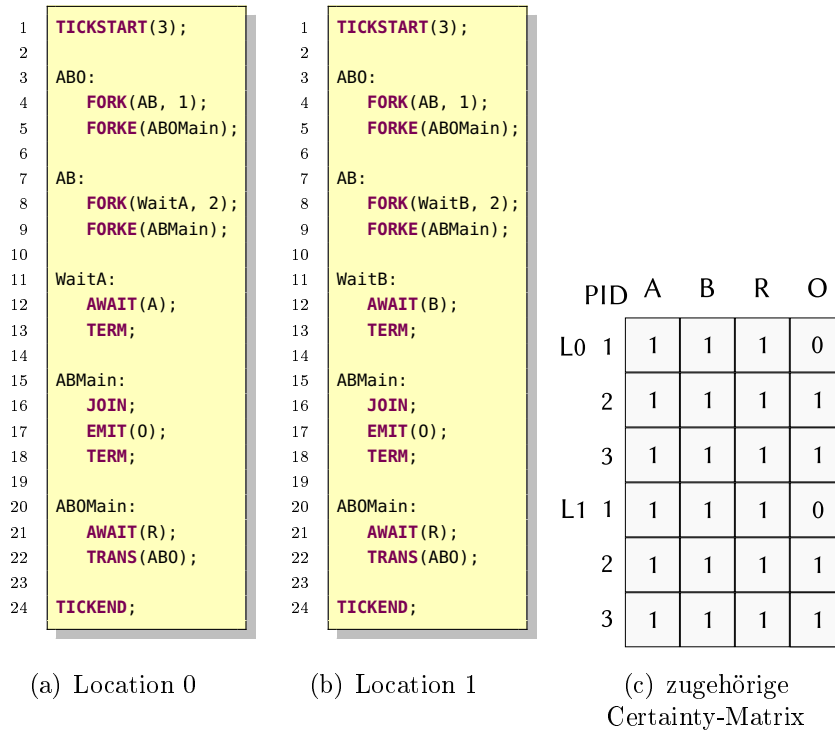 1 TICKSTART(3);
2
3 ABO:
4 FORK(AB, 1);
5 FORKE(ABOMain);
6
7 AB:
8 FORK(WaitA, 2);
9 FORKE(ABMain);
10
11 WaitA:
12 AWAIT(A);
13 TERM;
14
15 ABMain:
16 JOIN;
17 EMIT(O);
18 TERM;
19
20 ABOMain:
21 AWAIT(R);
22 TRANS(ABO);
23
24 TICKEND;
(a) Location 0
1 TICKSTART(3);
2
3 ABO:
4 FORK(AB, 1);
5 FORKE(ABOMain);
6
7 AB:
8 FORK(WaitB, 2);
9 FORKE(ABMain);
10
11 WaitB:
12 AWAIT(B);
13 TERM;
14
15 ABMain:
16 JOIN;
17 EMIT(O);
18 TERM;
19
20 ABOMain:
21 AWAIT(R);
22 TRANS(ABO);
23
24 TICKEND;
(b) Location 1
PID A B R O
L0 1 1 1 1 0
2 1 1 1 1
3 1 1 1 1
L1 1 1 1 1 0
2 1 1 1 1
3 1 1 1 1
(c) zugehörige
Certainty-Matrix